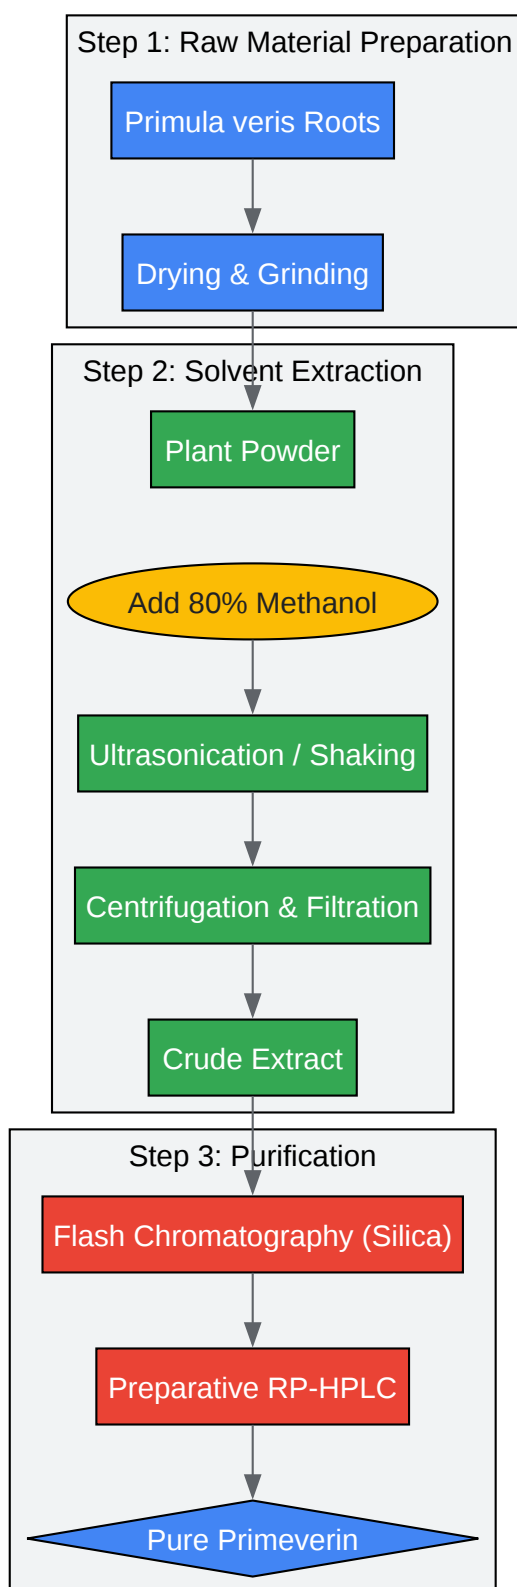 Step 1: Raw Material Preparation
Primula veris Roots
Drying & Grinding
Step 2: Solvent Extraction
Plant Powder
Add 80% Methanol
Ultrasonication / Shaking
Centrifugation & Filtration
Crude Extract
Step 3: Purification
Flash Chromatography (Silica)
Preparative RP-HPLC
Pure Primeverin